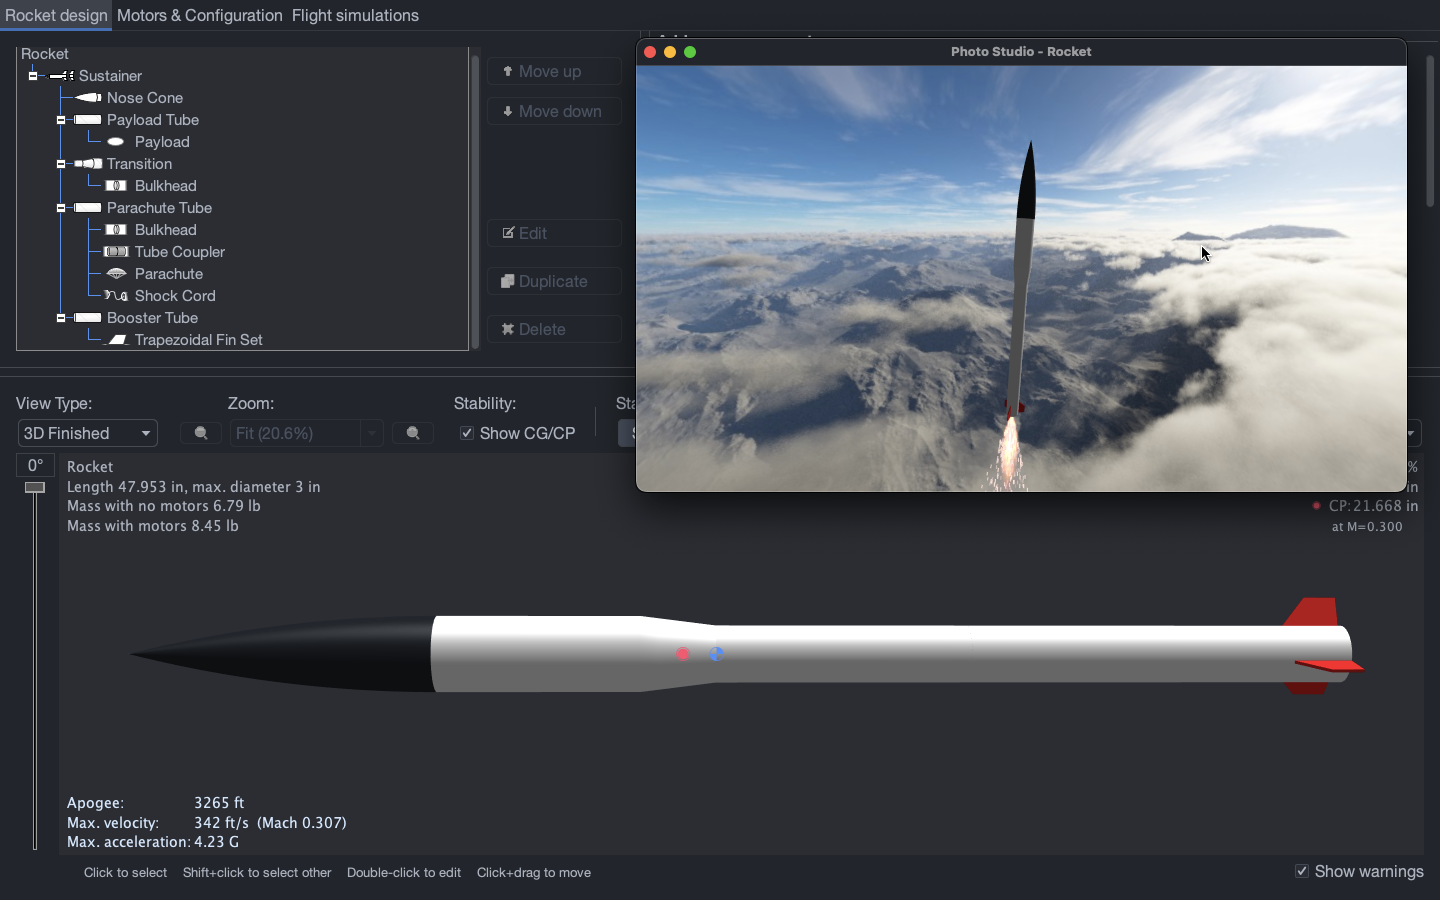 Rocket design Motors & Configuration Flight simulations
Photo Studio - Rocket
Rocket
Sustainer
Nose Cone
Payload Tube
Payload
Transition
Bulkhead
Parachute Tube
Bulkhead
Tube Coupler
Parachute
Shock Cord
Booster Tube
Trapezoidal Fin Set
Move up
Move down
Edit
Duplicate
Delete
View Type:
3D Finished
Zoom:
Fit (20.6%)
Stability:
Show CG/CP
0°
Rocket
Length 47.953 in, max. diameter 3 in
Mass with no motors 6.79 lb
Mass with motors 8.45 lb
%
in
CP:21.668 in
at M=0.300
Apogee: 3265 ft
Max. velocity: 342 ft/s (Mach 0.307)
Max. acceleration: 4.23 G
Click to select Shift+click to select other Double-click to edit Click+drag to move
Show warnings